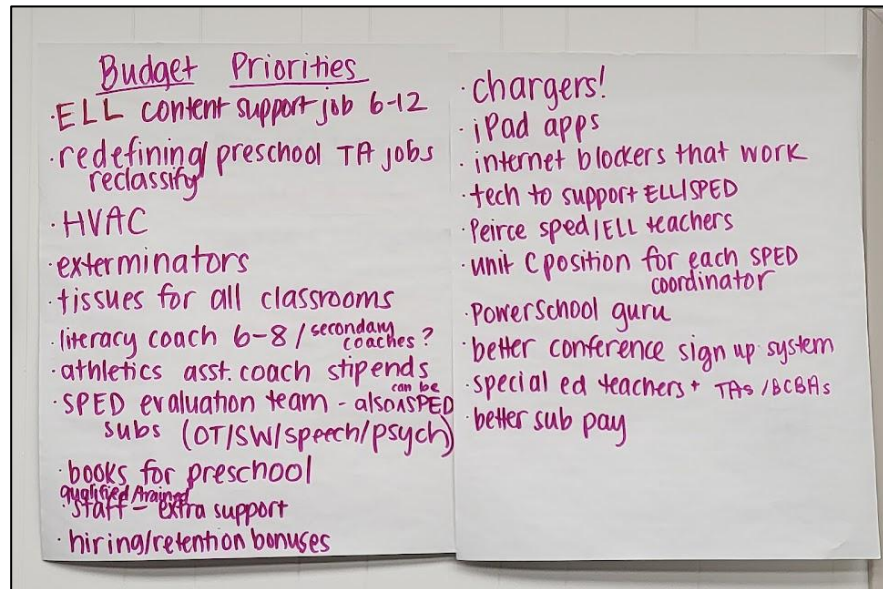 Budget Priorities
·ELL content support job 6-12
·redefining/ preschool TA jobs
reclassify
·HVAC
·exterminators
·tissues for all classrooms
·literacy coach 6-8/secondary coaches?
·athletics asst. coach stipends
·SPED evaluation team - also can be SPED
subs (OT/SW/speech/psych)
·books for preschool
qualified/trained
·staff - extra support
·hiring/retention bonuses
·chargers!
·iPad apps
·internet blockers that work
·tech to support ELL/SPED
·Peirce sped/ELL teachers
·unit C position for each SPED
coordinator
·PowerSchool guru
·better conference sign up system
·special ed teachers + TAs/BCBAs
·better sub pay